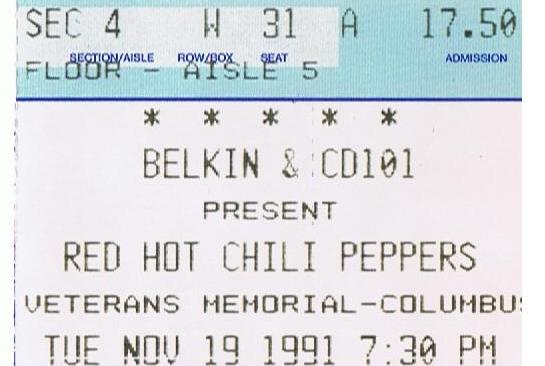 SEC 4 W 31 A 17.50
SECTION/AISLE ROW/BOX SEAT ADMISSION
FLOOR - AISLE 5
* * * * *
BELKIN & CD101
PRESENT
RED HOT CHILI PEPPERS
VETERANS MEMORIAL-COLUMBUS
TUE NOV 19 1991 7:30 PM